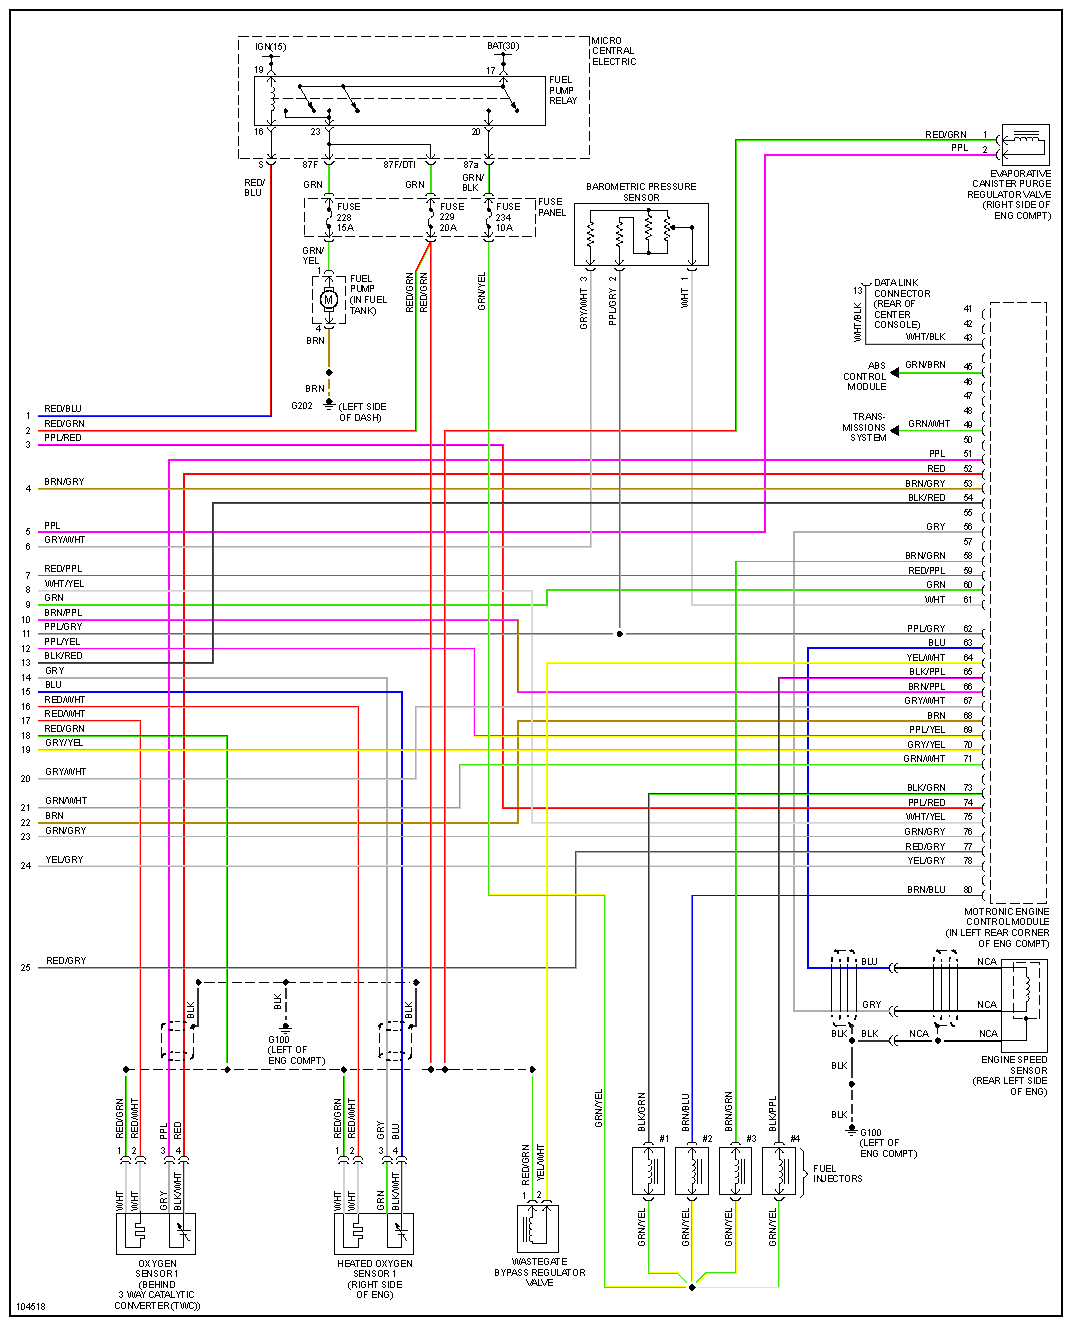 IGN(15)
BAT(30)
MICRO
CENTRAL
ELECTRIC
19
17
FUEL
PUMP
RELAY
16
23
20
S
87F
87F/DTI
87a
RED/
BLU
GRN
GRN
GRN/
BLK
FUSE
228
15A
FUSE
229
20A
FUSE
234
10A
FUSE
PANEL
GRN/
YEL
1
FUEL
PUMP
(IN FUEL
TANK)
M
4
BRN
BRN
G202
(LEFT SIDE
OF DASH)
RED/GRN
RED/GRN
GRN/YEL
BAROMETRIC PRESSURE
SENSOR
3
2
1
GRY/WHT
PPL/GRY
WHT
RED/GRN
1
PPL
2
EVAPORATIVE
CANISTER PURGE
REGULATOR VALVE
(RIGHT SIDE OF
ENG COMPT)
13
DATA LINK
CONNECTOR
(REAR OF
CENTER
CONSOLE)
WHT/BLK
WHT/BLK
ABS
CONTROL
MODULE
GRN/BRN
TRANS-
MISSIONS
SYSTEM
GRN/WHT
41
42
43
45
46
47
48
49
50
PPL 51
RED 52
BRN/GRY 53
BLK/RED 54
55
GRY 56
57
BRN/GRN 58
RED/PPL 59
GRN 60
WHT 61
PPL/GRY 62
BLU 63
YEL/WHT 64
BLK/PPL 65
BRN/PPL 66
GRY/WHT 67
BRN 68
PPL/YEL 69
GRY/YEL 70
GRN/WHT 71
BLK/GRN 73
PPL/RED 74
WHT/YEL 75
GRN/GRY 76
RED/GRY 77
YEL/GRY 78
BRN/BLU 80
MOTRONIC ENGINE
CONTROL MODULE
(IN LEFT REAR CORNER
OF ENG COMPT)
1 RED/BLU
2 RED/GRN
3 PPL/RED
4 BRN/GRY
5 PPL
6 GRY/WHT
7 RED/PPL
8 WHT/YEL
9 GRN
10 BRN/PPL
11 PPL/GRY
12 PPL/YEL
13 BLK/RED
14 GRY
15 BLU
16 RED/WHT
17 RED/WHT
18 RED/GRN
19 GRY/YEL
20 GRY/WHT
21 GRN/WHT
22 BRN
23 GRN/GRY
24 YEL/GRY
25 RED/GRY
BLK
BLK
BLK
G100
(LEFT OF
ENG COMPT)
RED/GRN
RED/WHT
PPL
RED
1
2
3
4
WHT
WHT
GRY
BLK/WHT
OXYGEN
SENSOR 1
(BEHIND
3 WAY CATALYTIC
CONVERTER(TWC))
RED/GRN
RED/WHT
GRY
BLU
1
2
3
4
WHT
WHT
GRN
BLK/WHT
HEATED OXYGEN
SENSOR 1
(RIGHT SIDE
OF ENG)
RED/GRN
YEL/WHT
1
2
WASTEGATE
BYPASS REGULATOR
VALVE
GRN/YEL
BLK/GRN
BRN/BLU
BRN/GRN
BLK/PPL
#1
#2
#3
#4
FUEL
INJECTORS
GRN/YEL
GRN/YEL
GRN/YEL
GRN/YEL
BLU
NCA
GRY
NCA
BLK
BLK
NCA
NCA
BLK
BLK
G100
(LEFT OF
ENG COMPT)
ENGINE SPEED
SENSOR
(REAR LEFT SIDE
OF ENG)
104518